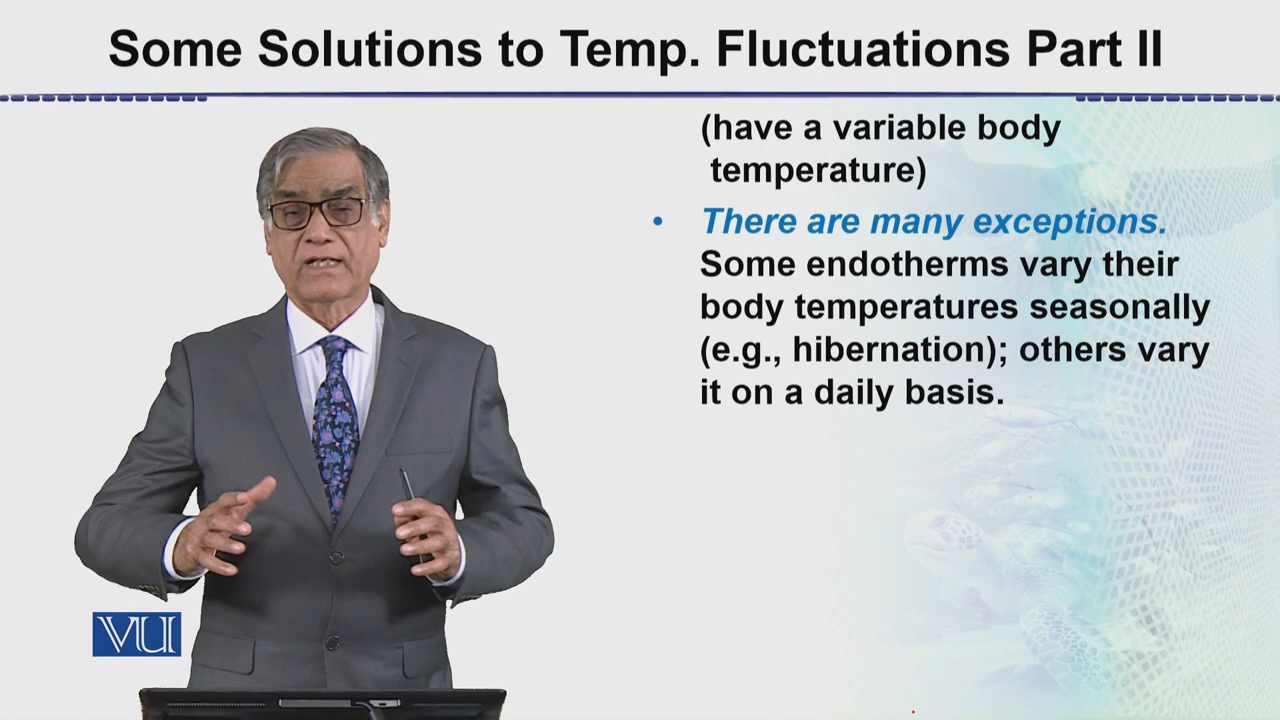 Some Solutions to Temp. Fluctuations Part II
(have a variable body
temperature)
• There are many exceptions.
Some endotherms vary their
body temperatures seasonally
(e.g., hibernation); others vary
it on a daily basis.
VU